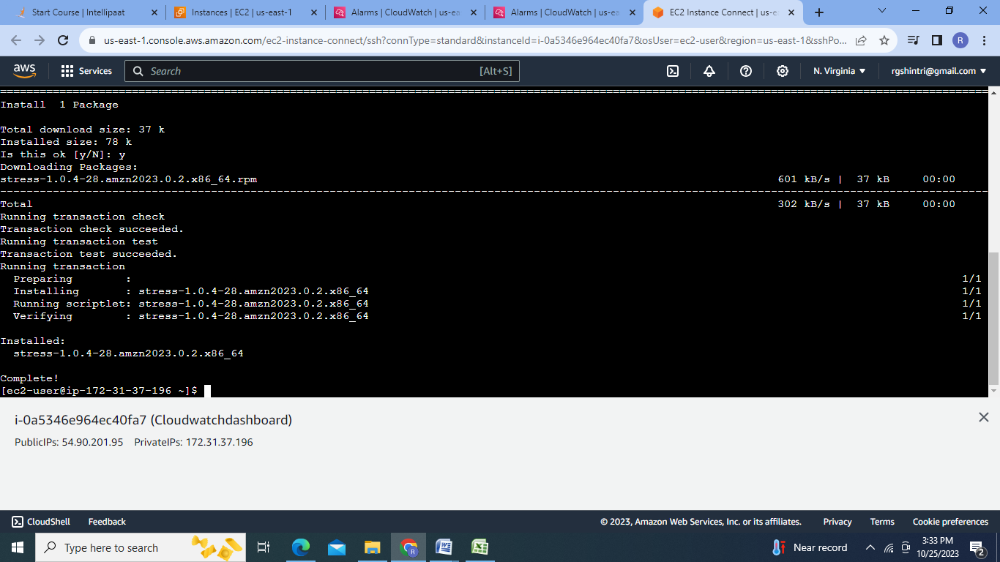 Start Course | Intellipaat
Instances | EC2 | us-east-1
Alarms | CloudWatch | us-ea
Alarms | CloudWatch | us-ea
EC2 Instance Connect | us-e
us-east-1.console.aws.amazon.com/ec2-instance-connect/ssh?connType=standard&instanceId=i-0a5346e964ec40fa7&osUser=ec2-user&region=us-east-1&sshPo...
R
aws
Services
Search
[Alt+S]
N. Virginia
rgshintri@gmail.com
Install  1 Package
Total download size: 37 k
Installed size: 78 k
Is this ok [y/N]: y
Downloading Packages:
stress-1.0.4-28.amzn2023.0.2.x86_64.rpm 601 kB/s | 37 kB 00:00
Total 302 kB/s | 37 kB 00:00
Running transaction check
Transaction check succeeded.
Running transaction test
Transaction test succeeded.
Running transaction
Preparing : 1/1
Installing : stress-1.0.4-28.amzn2023.0.2.x86_64 1/1
Running scriptlet: stress-1.0.4-28.amzn2023.0.2.x86_64 1/1
Verifying : stress-1.0.4-28.amzn2023.0.2.x86_64 1/1
Installed:
stress-1.0.4-28.amzn2023.0.2.x86_64
Complete!
[ec2-user@ip-172-31-37-196 ~]$
i-0a5346e964ec40fa7 (Cloudwatchdashboard)
PublicIPs: 54.90.201.95 PrivateIPs: 172.31.37.196
CloudShell
Feedback
© 2023, Amazon Web Services, Inc. or its affiliates.
Privacy
Terms
Cookie preferences
Type here to search
Near record
3:33 PM
10/25/2023
2